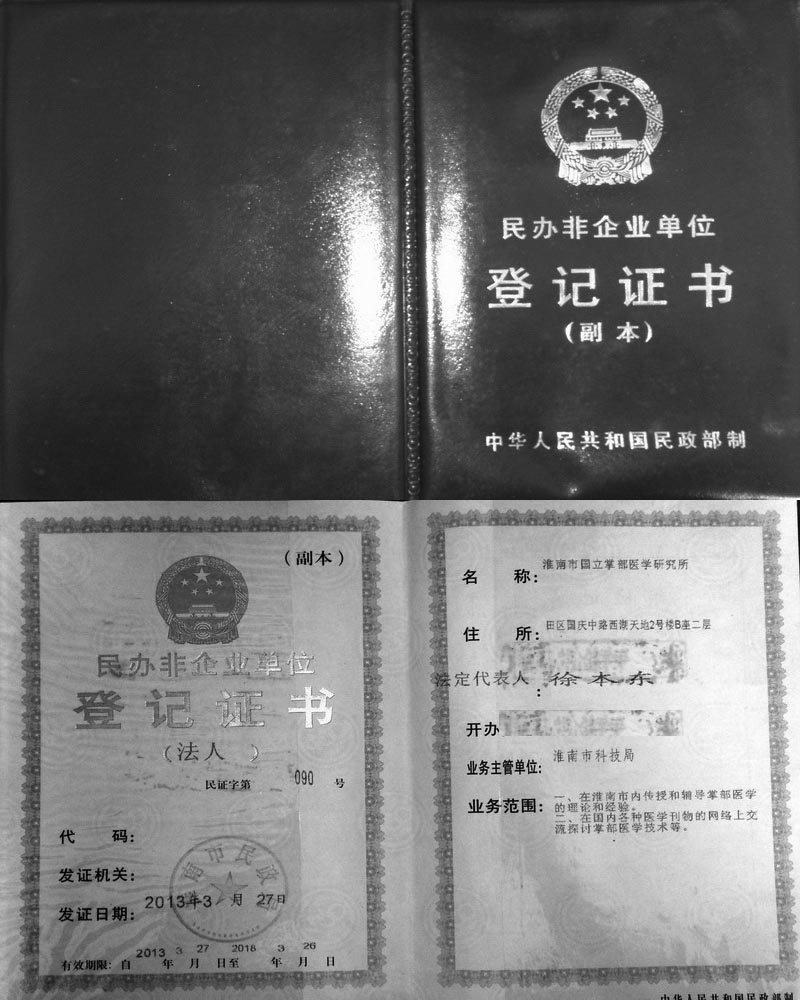 民办非企业单位
登记证书
(副本)
中华人民共和国民政部制
(副本)
民办非企业单位
登记证书
(法人 )
民证字第 090 号
代 码:
发证机关:
发证日期: 2013年3 月 27日
有效期限: 自 2013 年 3 月 27 日至 2018 年 3 月 26 日
南市民政
名 称: 淮南市国立掌部医学研究所
住 所: 田区国庆中路西湖天地2号楼B座二层
法定代表人: 徐本东
开办
业务主管单位: 淮南市科技局
业务范围: 一、在淮南市内传授和辅导掌部医学
的理论和经验。
二、在国内各种医学刊物的网络上交
流探讨掌部医学技术等。
中华人民共和国民政部制